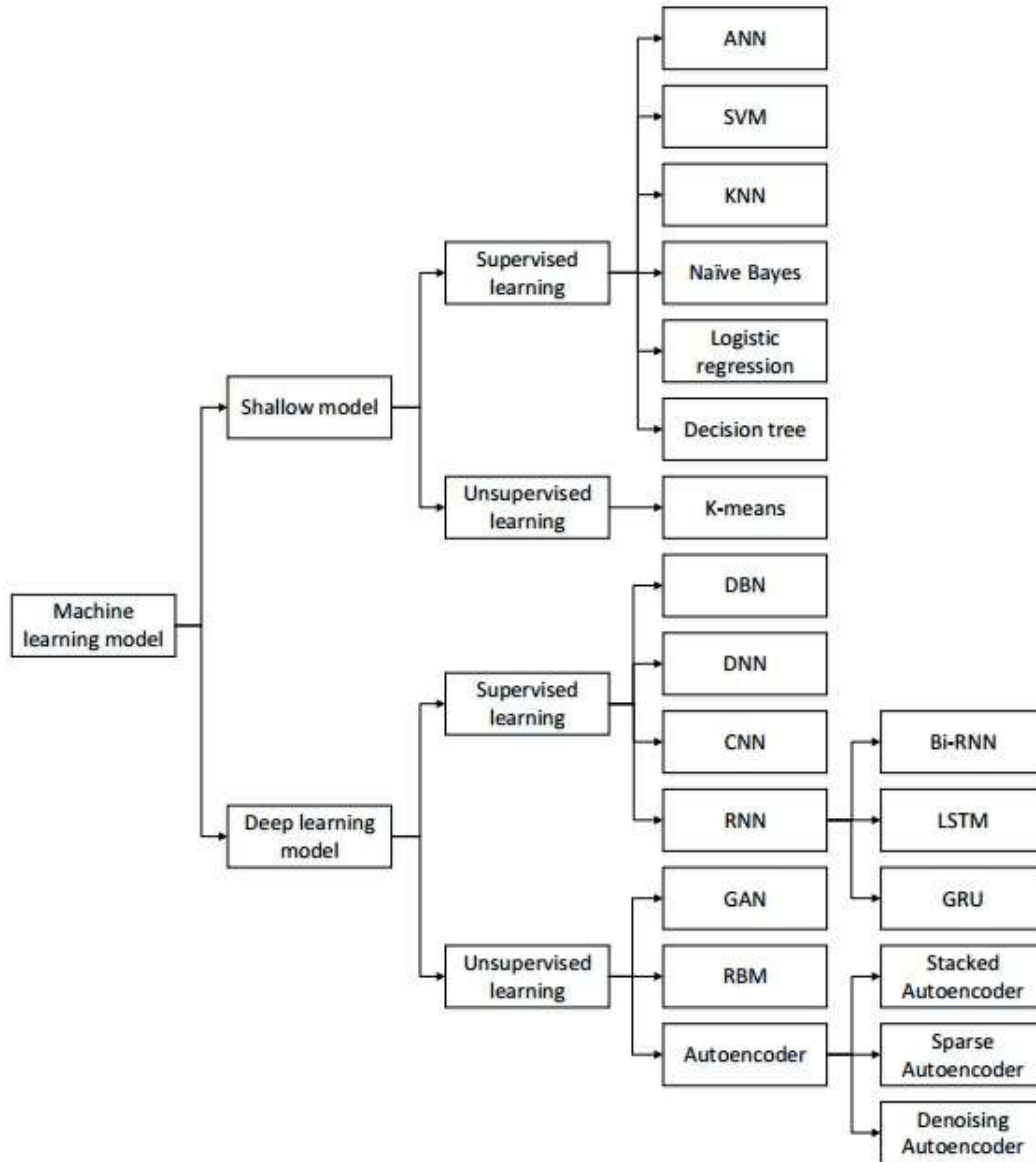 ANN
SVM
KNN
Naïve Bayes
Supervised
learning
Logistic
regression
Shallow model
Decision tree
Unsupervised
learning
K-means
Machine
learning model
DBN
DNN
Supervised
learning
CNN
Bi-RNN
Deep learning
model
RNN
LSTM
GAN
GRU
Unsupervised
learning
RBM
Stacked
Autoencoder
Autoencoder
Sparse
Autoencoder
Denoising
Autoencoder